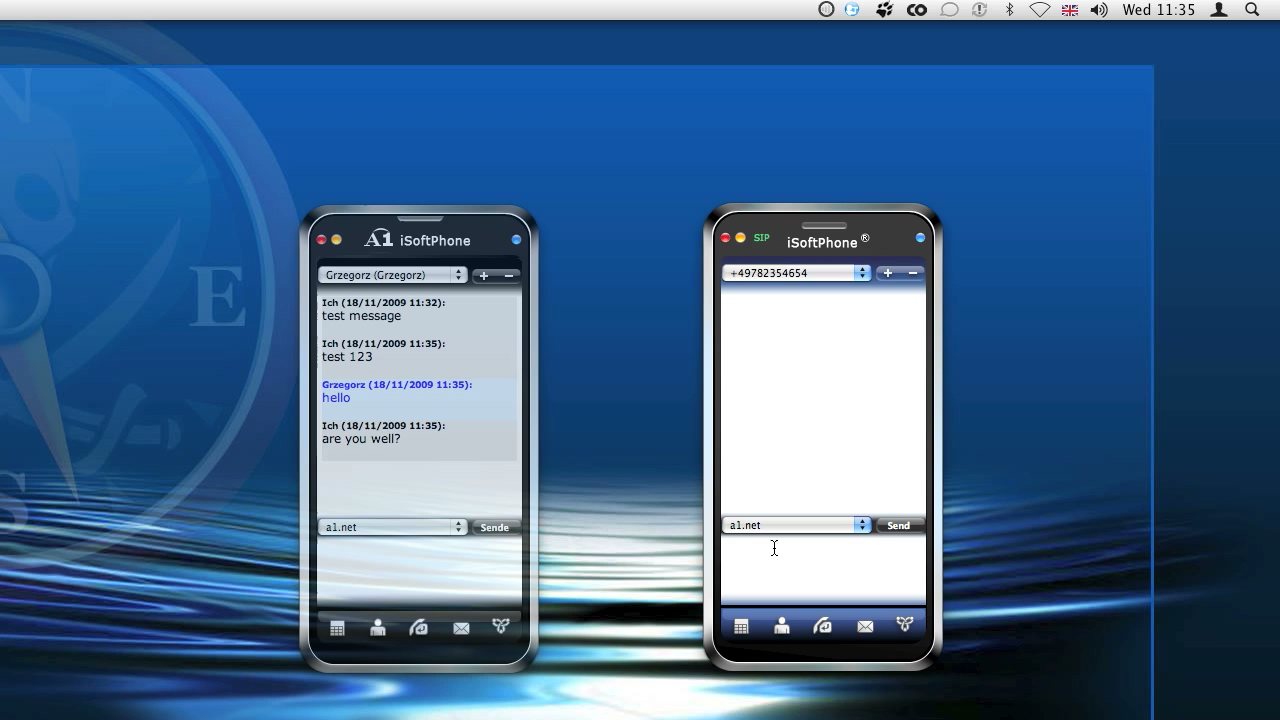 Wed 11:35
N
E
S
A1 iSoftPhone
Grzegorz (Grzegorz)
+ −
Ich (18/11/2009 11:32):
test message
Ich (18/11/2009 11:35):
test 123
Grzegorz (18/11/2009 11:35):
hello
Ich (18/11/2009 11:35):
are you well?
a1.net
Sende
SIP iSoftPhone®
+49782354654
+ −
a1.net
Send